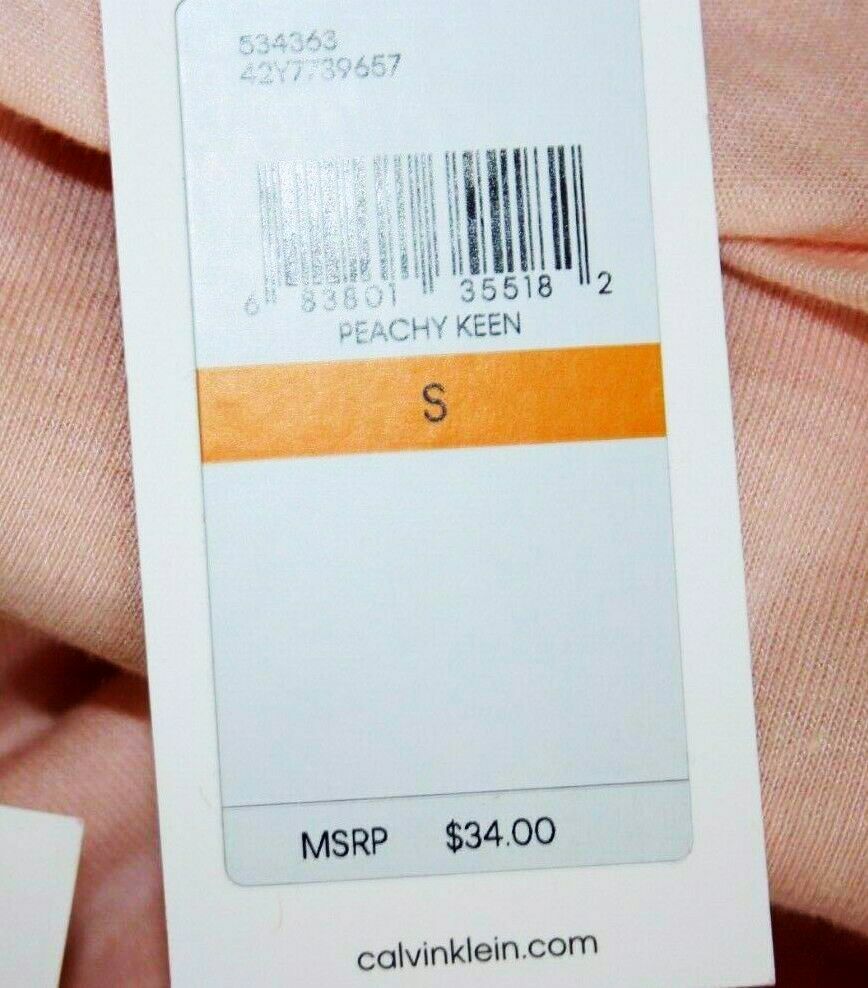 534363
42Y7739657
6 83801 35518 2
PEACHY KEEN
S
MSRP $34.00
calvinklein.com